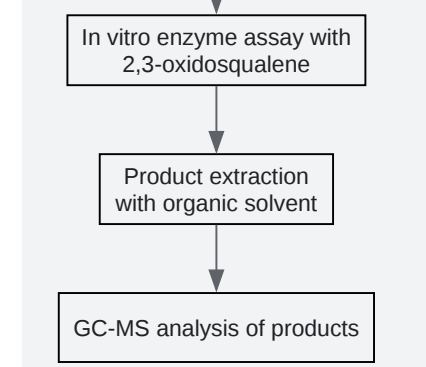 In vitro enzyme assay with
2,3-oxidosqualene
Product extraction
with organic solvent
GC-MS analysis of products